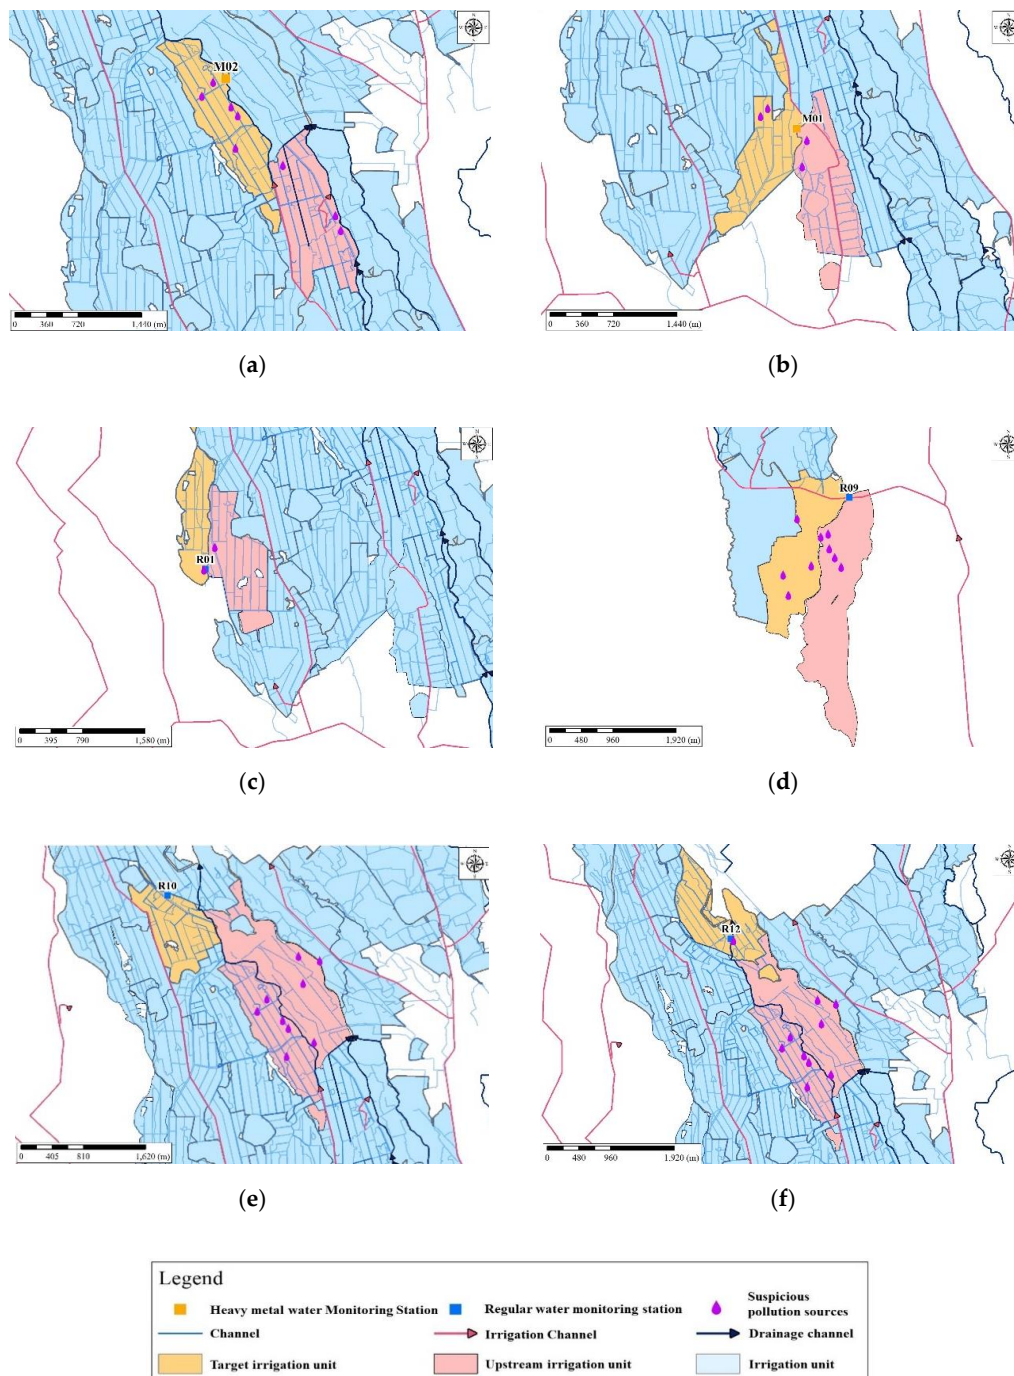 M02
0 360 720 1,440 (m)
(a)
M01
0 360 720 1,440 (m)
(b)
R01
0 395 790 1,580 (m)
(c)
R09
0 480 960 1,920 (m)
(d)
R10
0 405 810 1,620 (m)
(e)
R12
0 480 960 1,920 (m)
(f)
Legend
Heavy metal water Monitoring Station
Regular water monitoring station
Suspicious
pollution sources
Channel
Irrigation Channel
Drainage channel
Target irrigation unit
Upstream irrigation unit
Irrigation unit